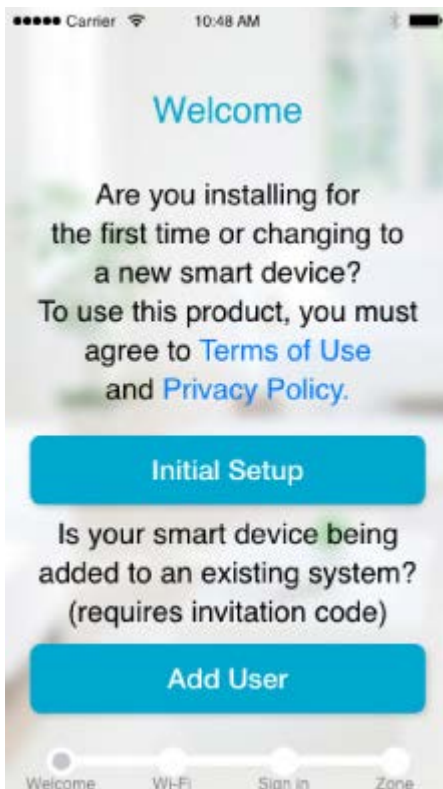 Carrier 10:48 AM
Welcome
Are you installing for
the first time or changing to
a new smart device?
To use this product, you must
agree to Terms of Use
and Privacy Policy.
Initial Setup
Is your smart device being
added to an existing system?
(requires invitation code)
Add User
Welcome Wi-Fi Sign in Zone